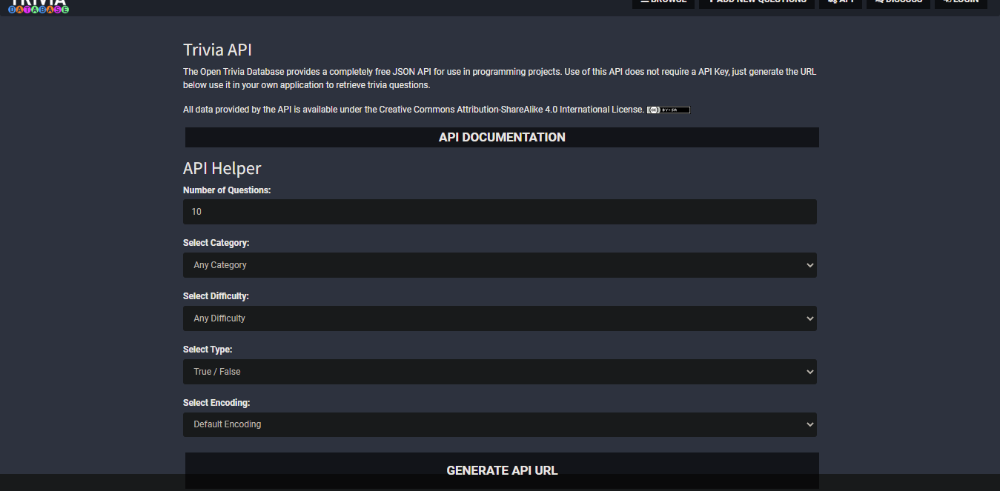 TRIVIA
DATABASE
BROWSE
ADD NEW QUESTIONS
API
DISCUSS
LOGIN
Trivia API
The Open Trivia Database provides a completely free JSON API for use in programming projects. Use of this API does not require a API Key, just generate the URL
below use it in your own application to retrieve trivia questions.
All data provided by the API is available under the Creative Commons Attribution-ShareAlike 4.0 International License. (cc) BY-SA
API DOCUMENTATION
API Helper
Number of Questions:
10
Select Category:
Any Category
Select Difficulty:
Any Difficulty
Select Type:
True / False
Select Encoding:
Default Encoding
GENERATE API URL